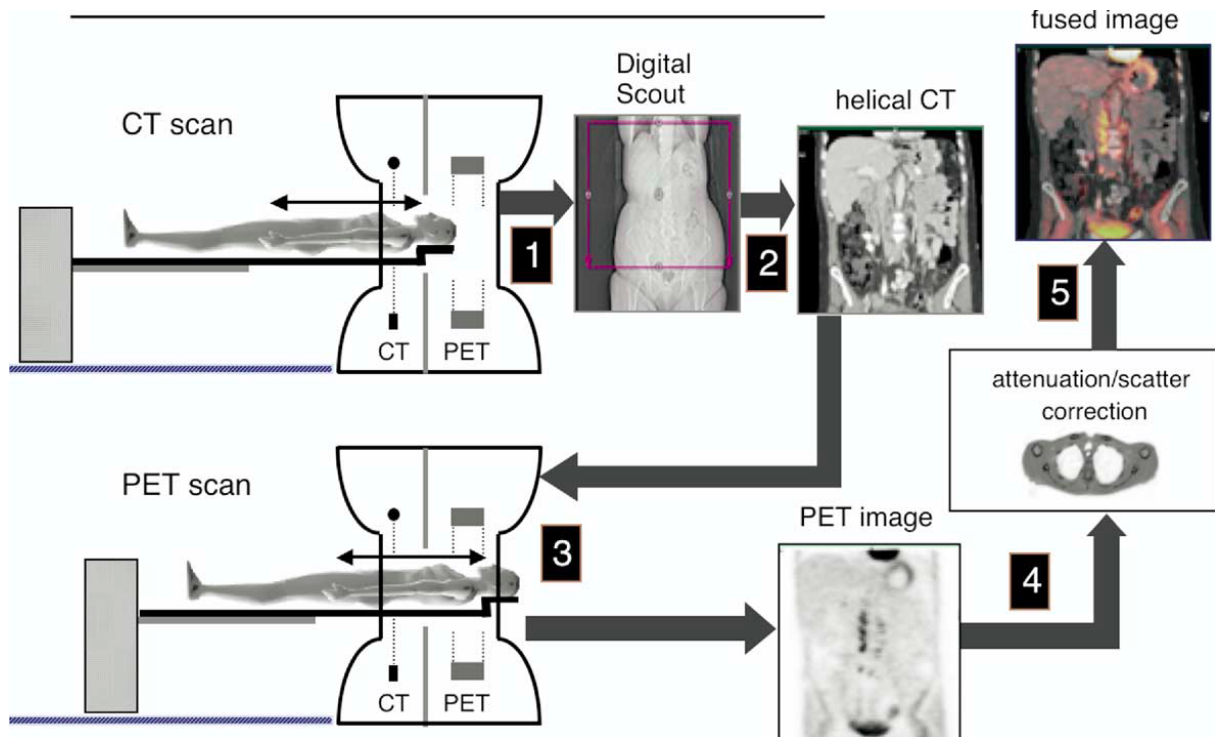 fused image
Digital
Scout
helical CT
CT scan
1
2
CT PET
5
attenuation/scatter
correction
PET scan
3
PET image
4
CT PET